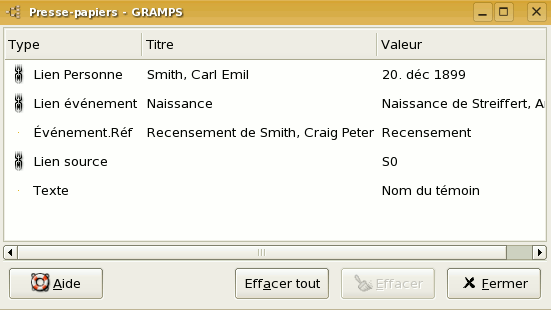 Presse-papiers - GRAMPS
Type Titre Valeur
Lien Personne Smith, Carl Emil 20. déc 1899
Lien événement Naissance Naissance de Streiffert, A
Événement.Réf Recensement de Smith, Craig Peter Recensement
Lien source S0
Texte Nom du témoin
Aide Effacer tout Effacer Fermer